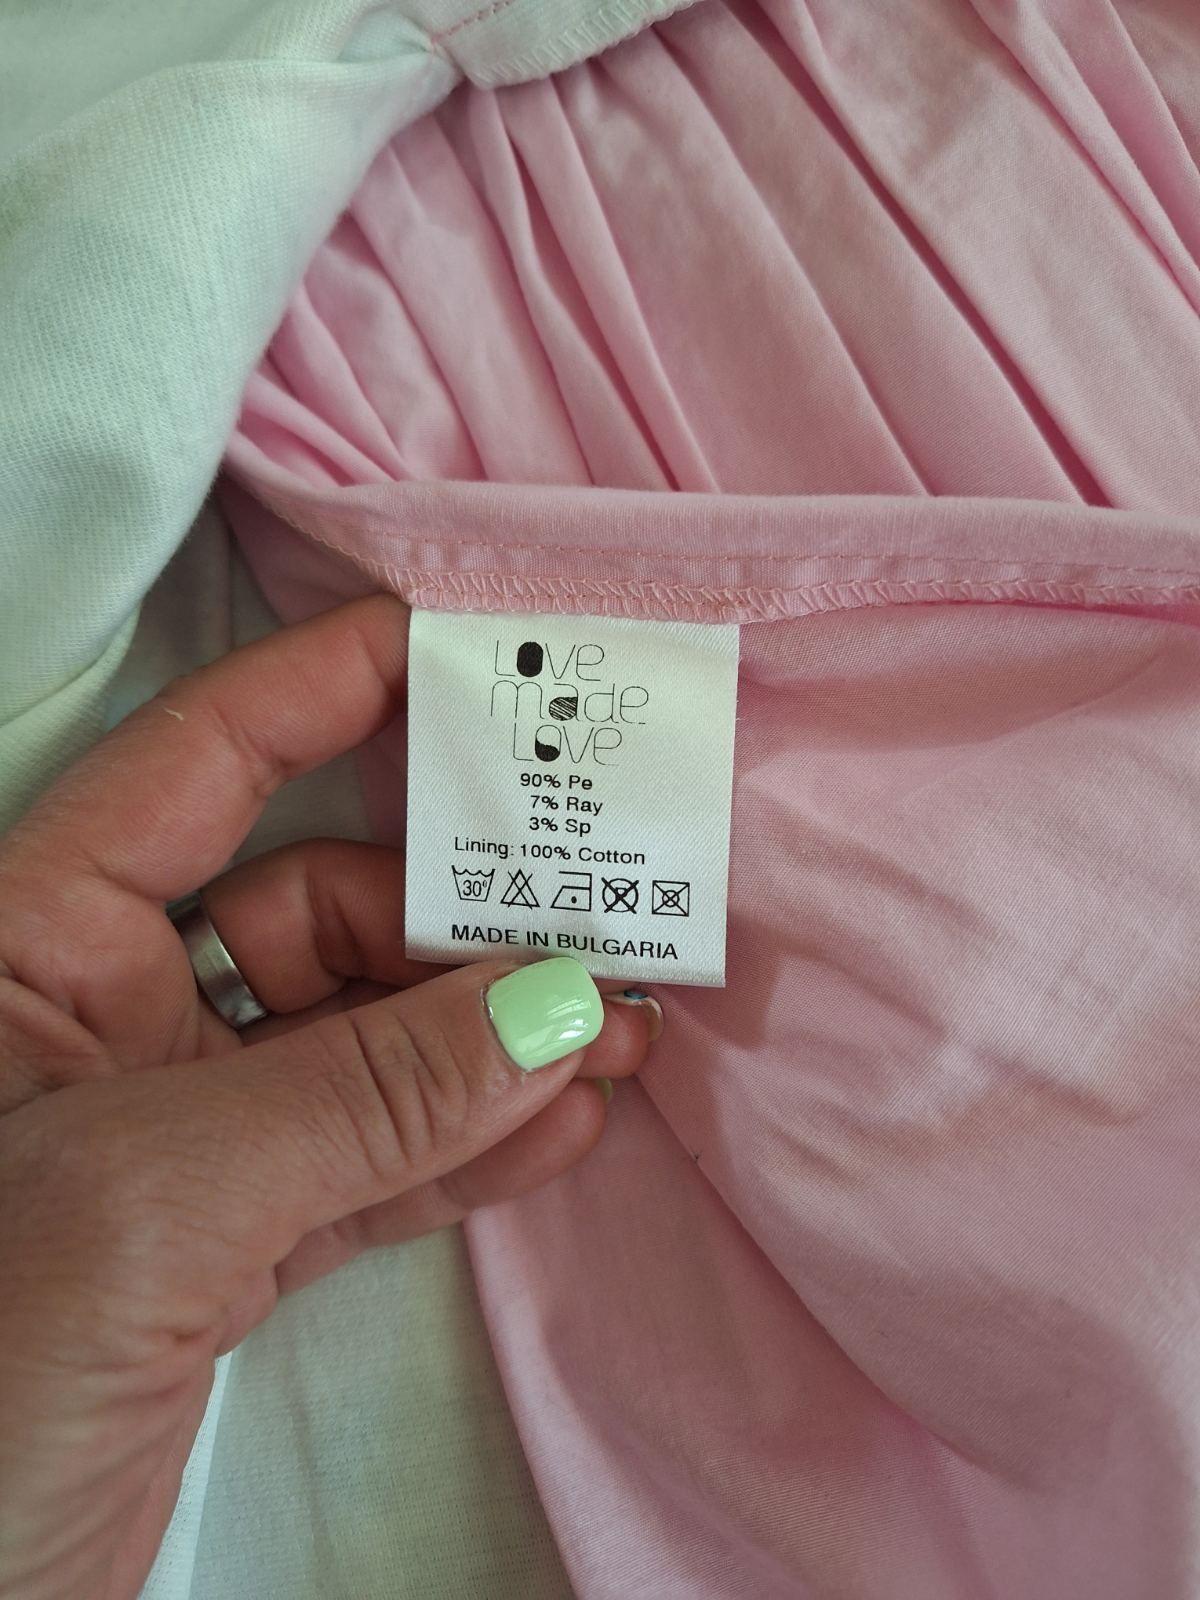 LOVE
made
LOVE
90% Pe
7% Ray
3% Sp
Lining: 100% Cotton
30°
MADE IN BULGARIA